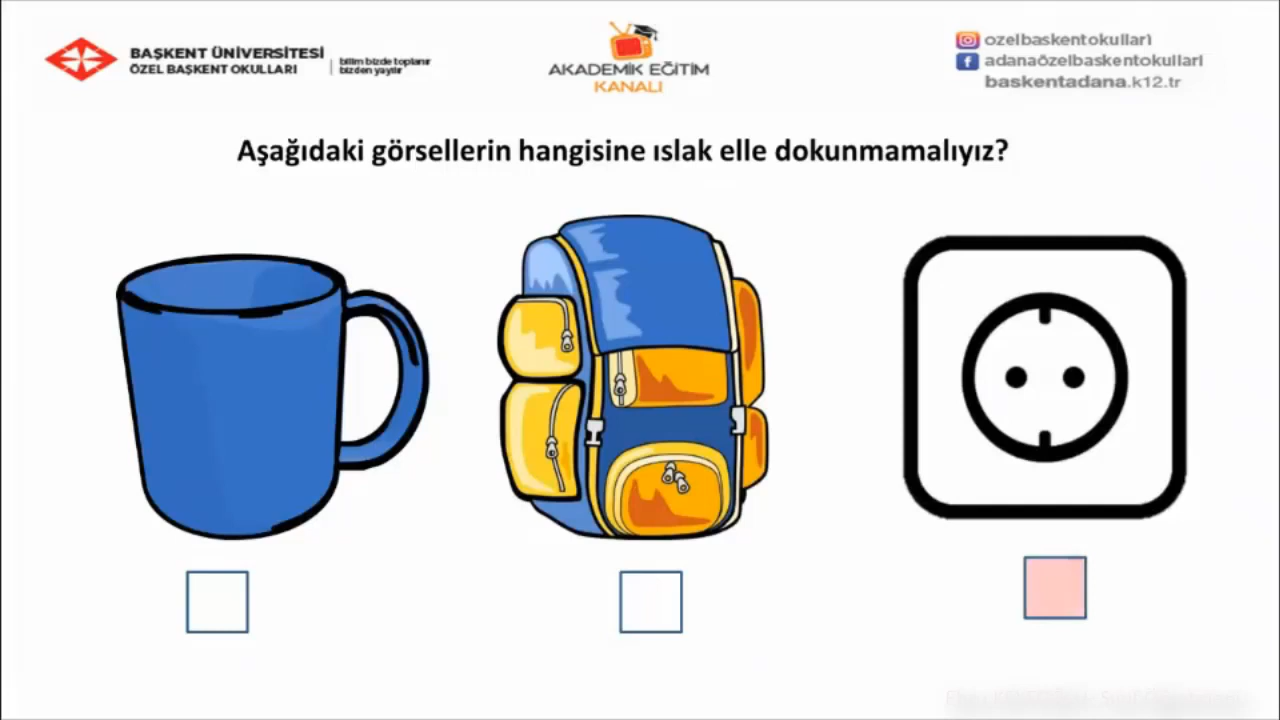 BAŞKENT ÜNİVERSİTESİ
ÖZEL BAŞKENT OKULLARI
bilim bizde toplanır
bizden yayılır
AKADEMİK EĞİTİM
KANALI
ozelbaskentokullari
adanaözelbaskentokullari
baskentadana.k12.tr
Aşağıdaki görsellerin hangisine ıslak elle dokunmamalıyız?